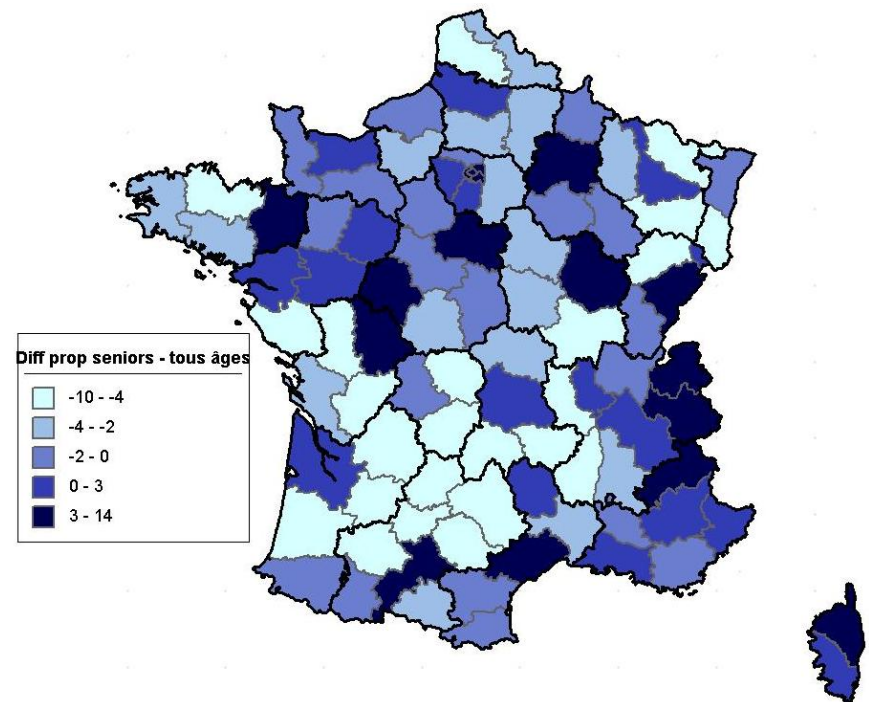 Diff prop seniors - tous âges
-10 - -4
-4 - -2
-2 - 0
0 - 3
3 - 14